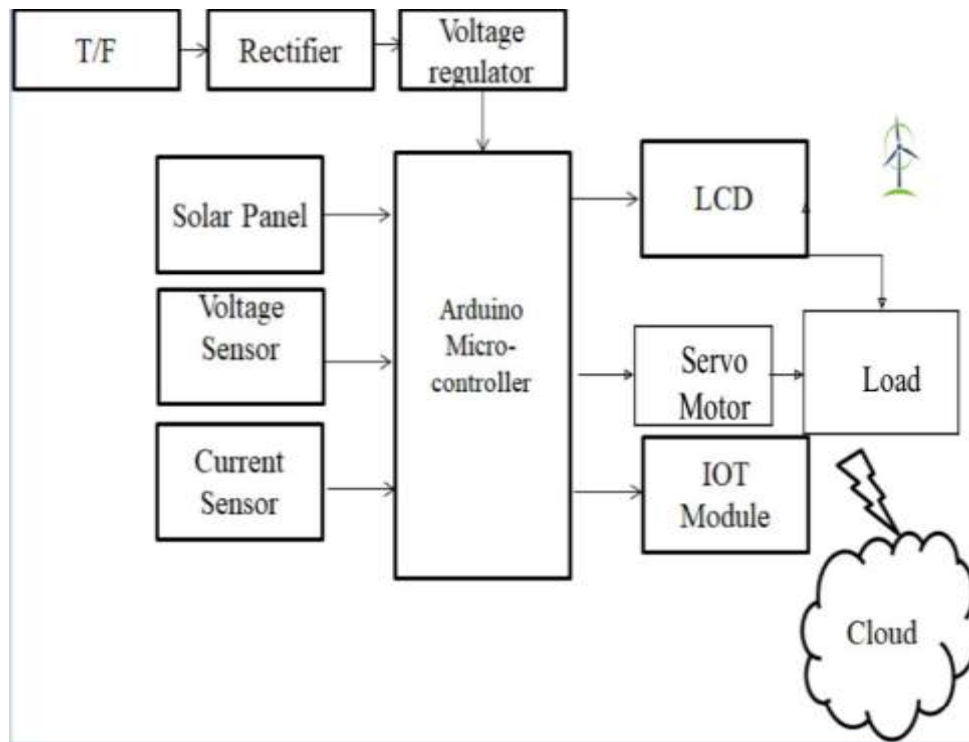 T/F
Rectifier
Voltage
regulator
Solar Panel
LCD
Voltage
Sensor
Arduino
Micro-
controller
Servo
Motor
Load
Current
Sensor
IOT
Module
Cloud